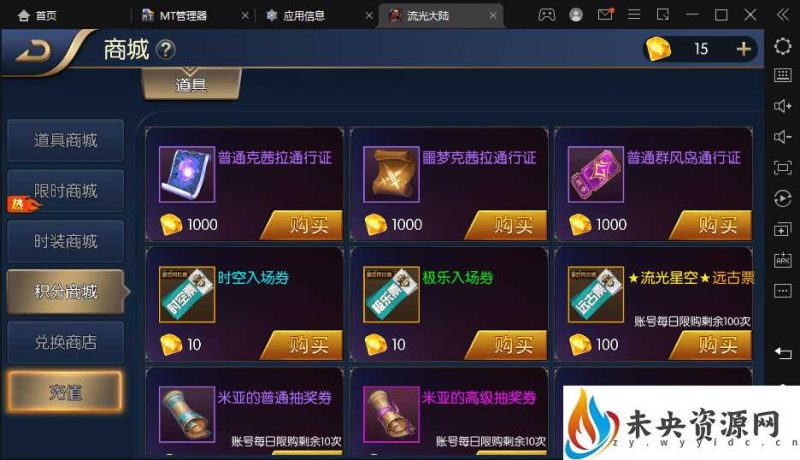 首页
MT管理器
应用信息
流光大陆
商城
?
15
道具
道具商城
热
限时商城
时装商城
积分商城
兑换商店
充值
普通克茜拉通行证
1000
购买
噩梦克茜拉通行证
1000
购买
普通群风岛通行证
1000
购买
时空票
时空入场券
10
购买
极乐票
极乐入场券
10
购买
远古票
★流光星空★远古票
账号每日限购剩余100次
100
购买
米亚的普通抽奖券
账号每日限购剩余10次
米亚的高级抽奖券
账号每日限购剩余10次
APK
未央资源网
zy.wyyidc.cn